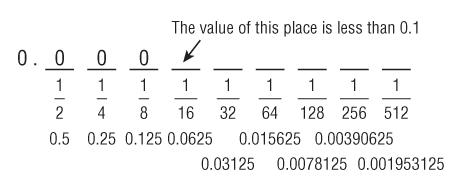 The value of this place is less than 0.1
0. 0 0 0
1 1 1 1 1 1 1 1 1
2 4 8 16 32 64 128 256 512
0.5 0.25 0.125 0.0625 0.015625 0.00390625
0.03125 0.0078125 0.001953125